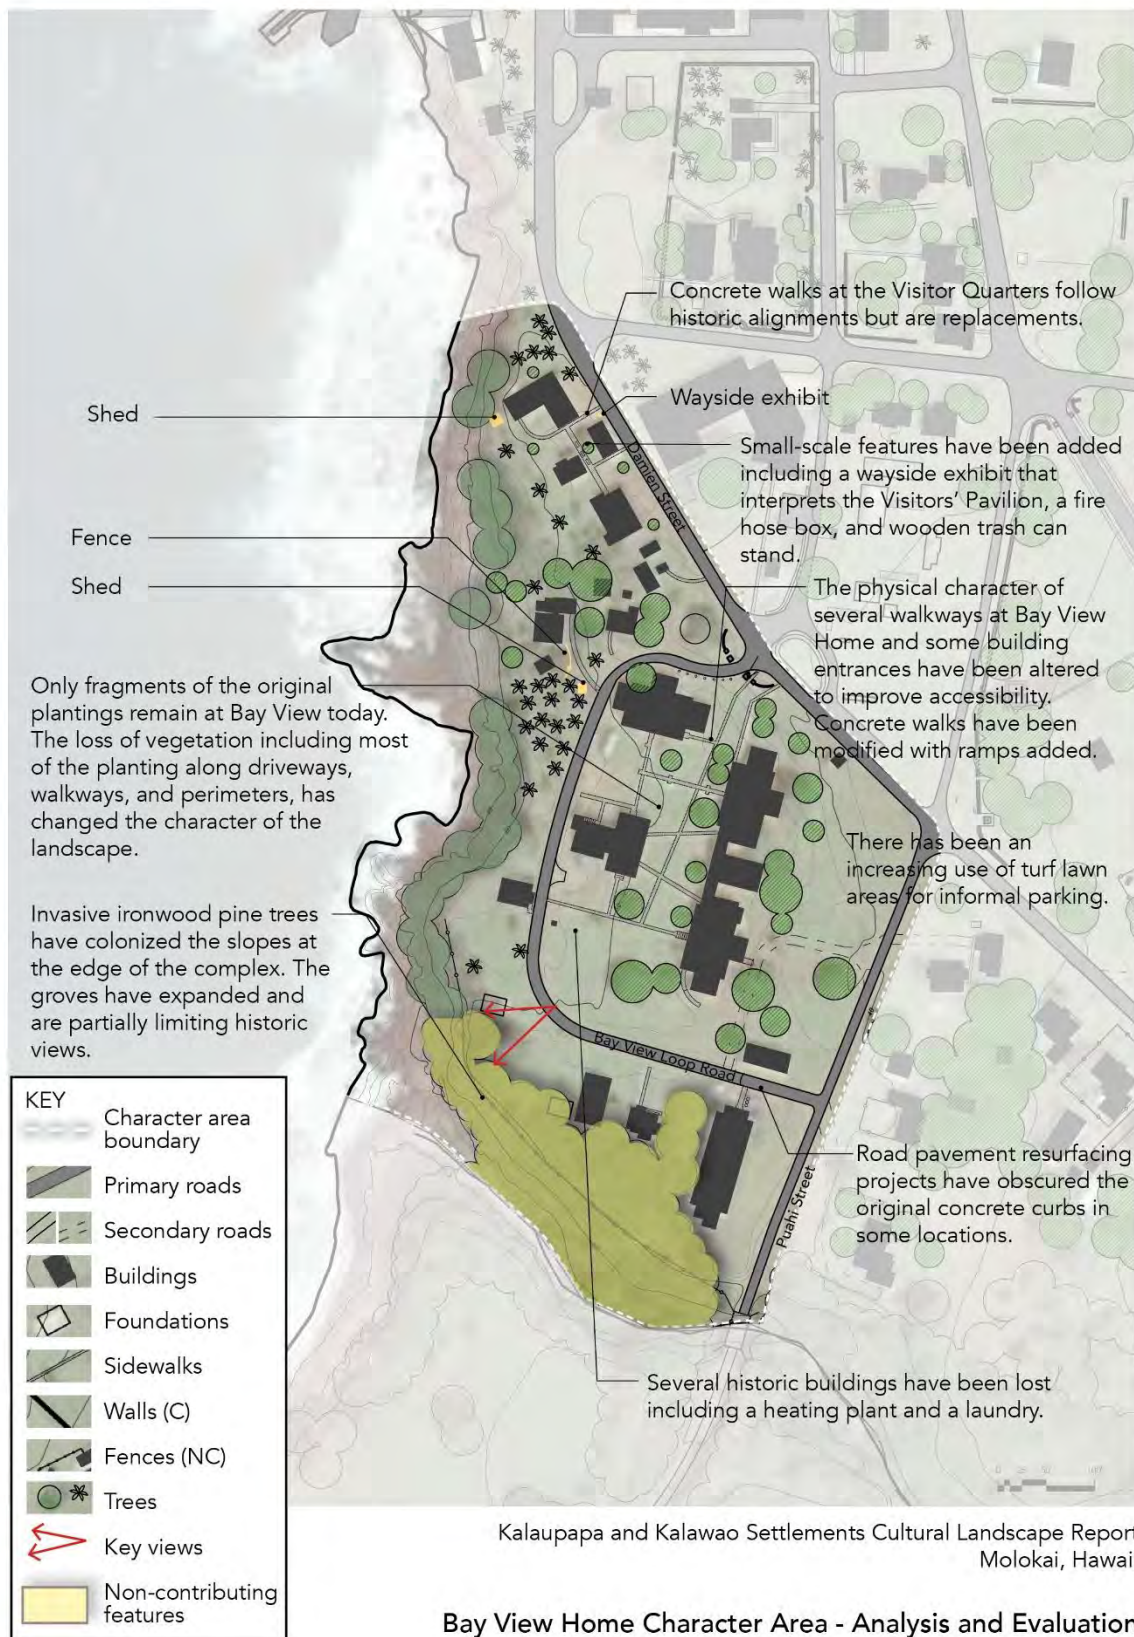 Concrete walks at the Visitor Quarters follow
historic alignments but are replacements.
Shed
Wayside exhibit
Damien Street
Small-scale features have been added
including a wayside exhibit that
interprets the Visitors' Pavilion, a fire
hose box, and wooden trash can
stand.
Fence
Shed
The physical character of
several walkways at Bay View
Home and some building
entrances have been altered
to improve accessibility.
Concrete walks have been
modified with ramps added.
Only fragments of the original
plantings remain at Bay View today.
The loss of vegetation including most
of the planting along driveways,
walkways, and perimeters, has
changed the character of the
landscape.
There has been an
increasing use of turf lawn
areas for informal parking.
Invasive ironwood pine trees
have colonized the slopes at
the edge of the complex. The
groves have expanded and
are partially limiting historic
views.
Bay View Loop Road
Puahi Street
Road pavement resurfacing
projects have obscured the
original concrete curbs in
some locations.
Several historic buildings have been lost
including a heating plant and a laundry.
KEY
Character area
boundary
Primary roads
Secondary roads
Buildings
Foundations
Sidewalks
Walls (C)
Fences (NC)
Trees
Key views
Non-contributing
features
Kalaupapa and Kalawao Settlements Cultural Landscape Report
Molokai, Hawai
Bay View Home Character Area - Analysis and Evaluation